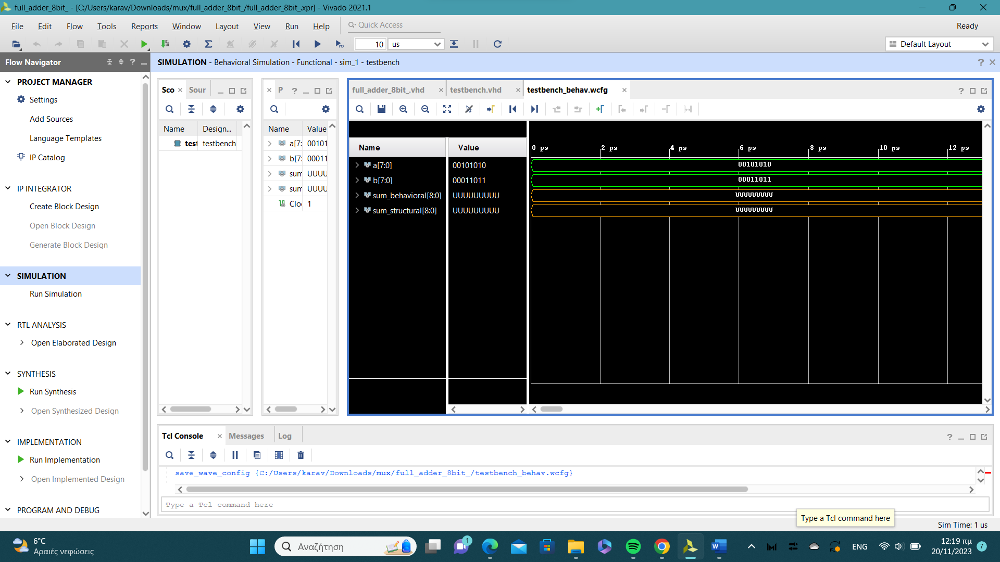 full_adder_8bit_ - [C:/Users/karav/Downloads/mux/full_adder_8bit_/full_adder_8bit_.xpr] - Vivado 2021.1
File Edit Flow Tools Reports Window Layout View Run Help Quick Access Ready
10 us Default Layout
Flow Navigator
SIMULATION - Behavioral Simulation - Functional - sim_1 - testbench
PROJECT MANAGER
Settings
Add Sources
Language Templates
IP Catalog
IP INTEGRATOR
Create Block Design
Open Block Design
Generate Block Design
SIMULATION
Run Simulation
RTL ANALYSIS
Open Elaborated Design
SYNTHESIS
Run Synthesis
Open Synthesized Design
IMPLEMENTATION
Run Implementation
Open Implemented Design
PROGRAM AND DEBUG
Sco Sour
Name Design...
test testbench
P
Name Value
a[7: 00101
b[7: 00011
sum UUUU
sum UUUU
Clo 1
full_adder_8bit_.vhd testbench.vhd testbench_behav.wcfg
Name Value
0 ps 2 ps 4 ps 6 ps 8 ps 10 ps 12 ps
a[7:0] 00101010 00101010
b[7:0] 00011011 00011011
sum_behavioral[8:0] UUUUUUUUU UUUUUUUUU
sum_structural[8:0] UUUUUUUUU UUUUUUUUU
Tcl Console Messages Log
save_wave_config {C:/Users/karav/Downloads/mux/full_adder_8bit_/testbench_behav.wcfg}
Type a Tcl command here
Type a Tcl command here
Sim Time: 1 us
6°C
Αραιές νεφώσεις
Αναζήτηση
1
ENG
12:19 πμ
20/11/2023
7